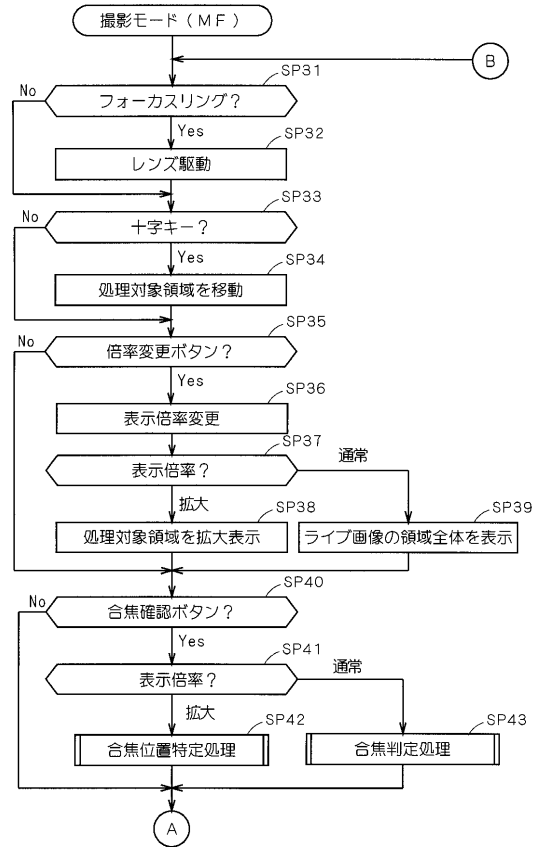 撮影モード(MF)
B
SP31
No
フォーカスリング?
Yes
SP32
レンズ駆動
SP33
No
十字キー?
Yes
SP34
処理対象領域を移動
SP35
No
倍率変更ボタン?
Yes
SP36
表示倍率変更
SP37
表示倍率?
通常
拡大
SP38
処理対象領域を拡大表示
SP39
ライブ画像の領域全体を表示
SP40
No
合焦確認ボタン?
Yes
SP41
表示倍率?
通常
拡大
SP42
合焦位置特定処理
SP43
合焦判定処理
A